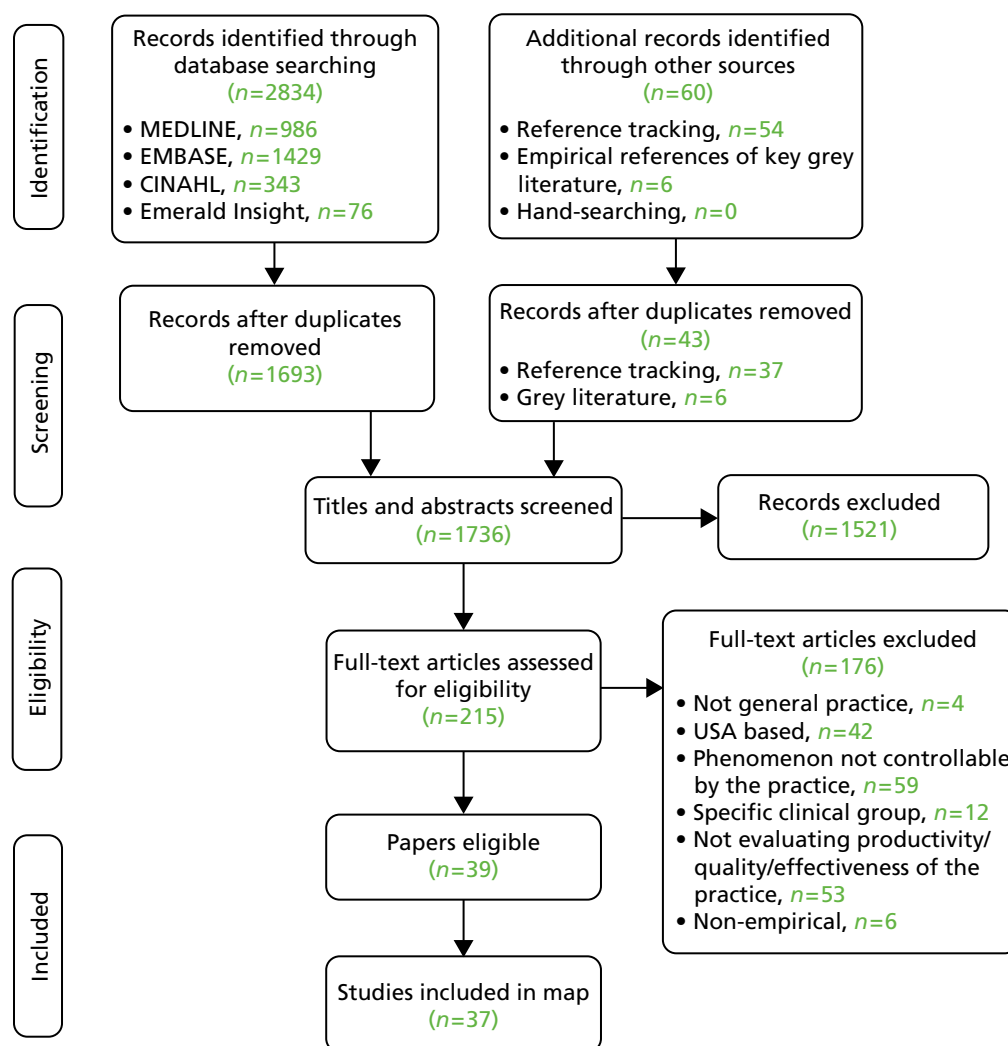 Identification
Records identified through
database searching
(n=2834)
• MEDLINE, n=986
• EMBASE, n=1429
• CINAHL, n=343
• Emerald Insight, n=76
Additional records identified
through other sources
(n=60)
• Reference tracking, n=54
• Empirical references of key grey
literature, n=6
• Hand-searching, n=0
Screening
Records after duplicates
removed
(n=1693)
Records after duplicates removed
(n=43)
• Reference tracking, n=37
• Grey literature, n=6
Titles and abstracts screened
(n=1736)
Records excluded
(n=1521)
Eligibility
Full-text articles assessed
for eligibility
(n=215)
Full-text articles excluded
(n=176)
• Not general practice, n=4
• USA based, n=42
• Phenomenon not controllable
by the practice, n=59
• Specific clinical group, n=12
• Not evaluating productivity/
quality/effectiveness of the
practice, n=53
• Non-empirical, n=6
Included
Papers eligible
(n=39)
Studies included in map
(n=37)